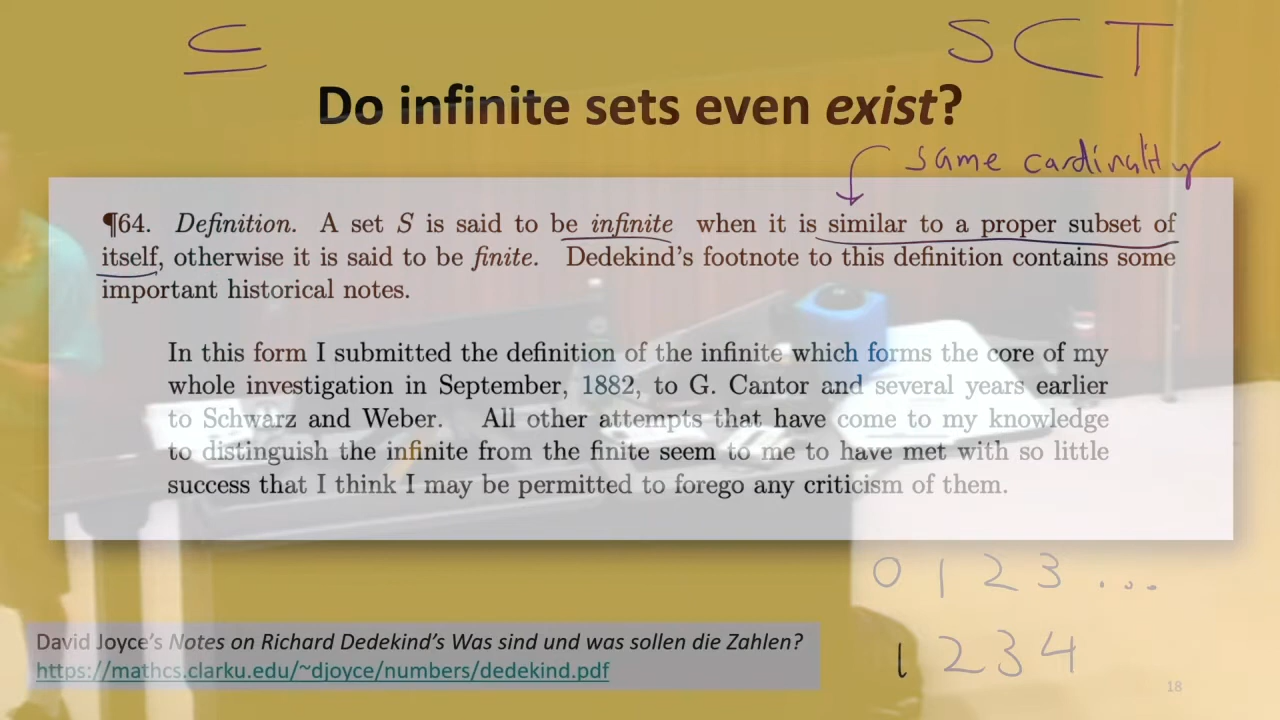 ⊆ S ⊂ T
Do infinite sets even exist?
same cardinality
¶64. Definition. A set S is said to be infinite when it is similar to a proper subset of
itself, otherwise it is said to be finite. Dedekind's footnote to this definition contains some
important historical notes.
In this form I submitted the definition of the infinite which forms the core of my
whole investigation in September, 1882, to G. Cantor and several years earlier
to Schwarz and Weber. All other attempts that have come to my knowledge
to distinguish the infinite from the finite seem to me to have met with so little
success that I think I may be permitted to forego any criticism of them.
0 1 2 3 ...
1 2 3 4
David Joyce's Notes on Richard Dedekind's Was sind und was sollen die Zahlen?
https://mathcs.clarku.edu/~djoyce/numbers/dedekind.pdf
18